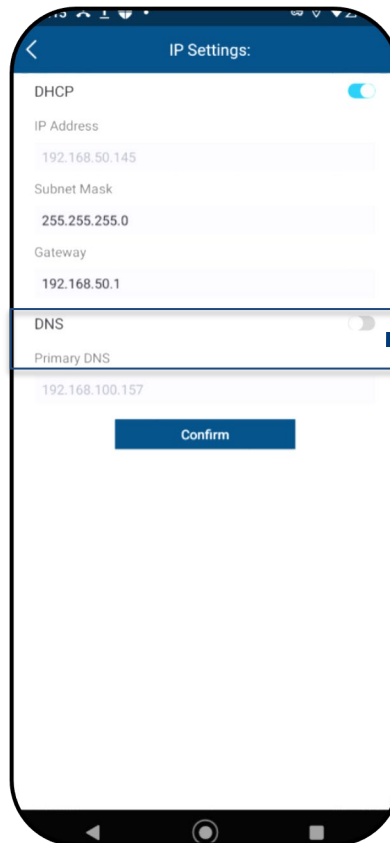 IP Settings:
DHCP
IP Address
192.168.50.145
Subnet Mask
255.255.255.0
Gateway
192.168.50.1
DNS
Primary DNS
192.168.100.157
Confirm